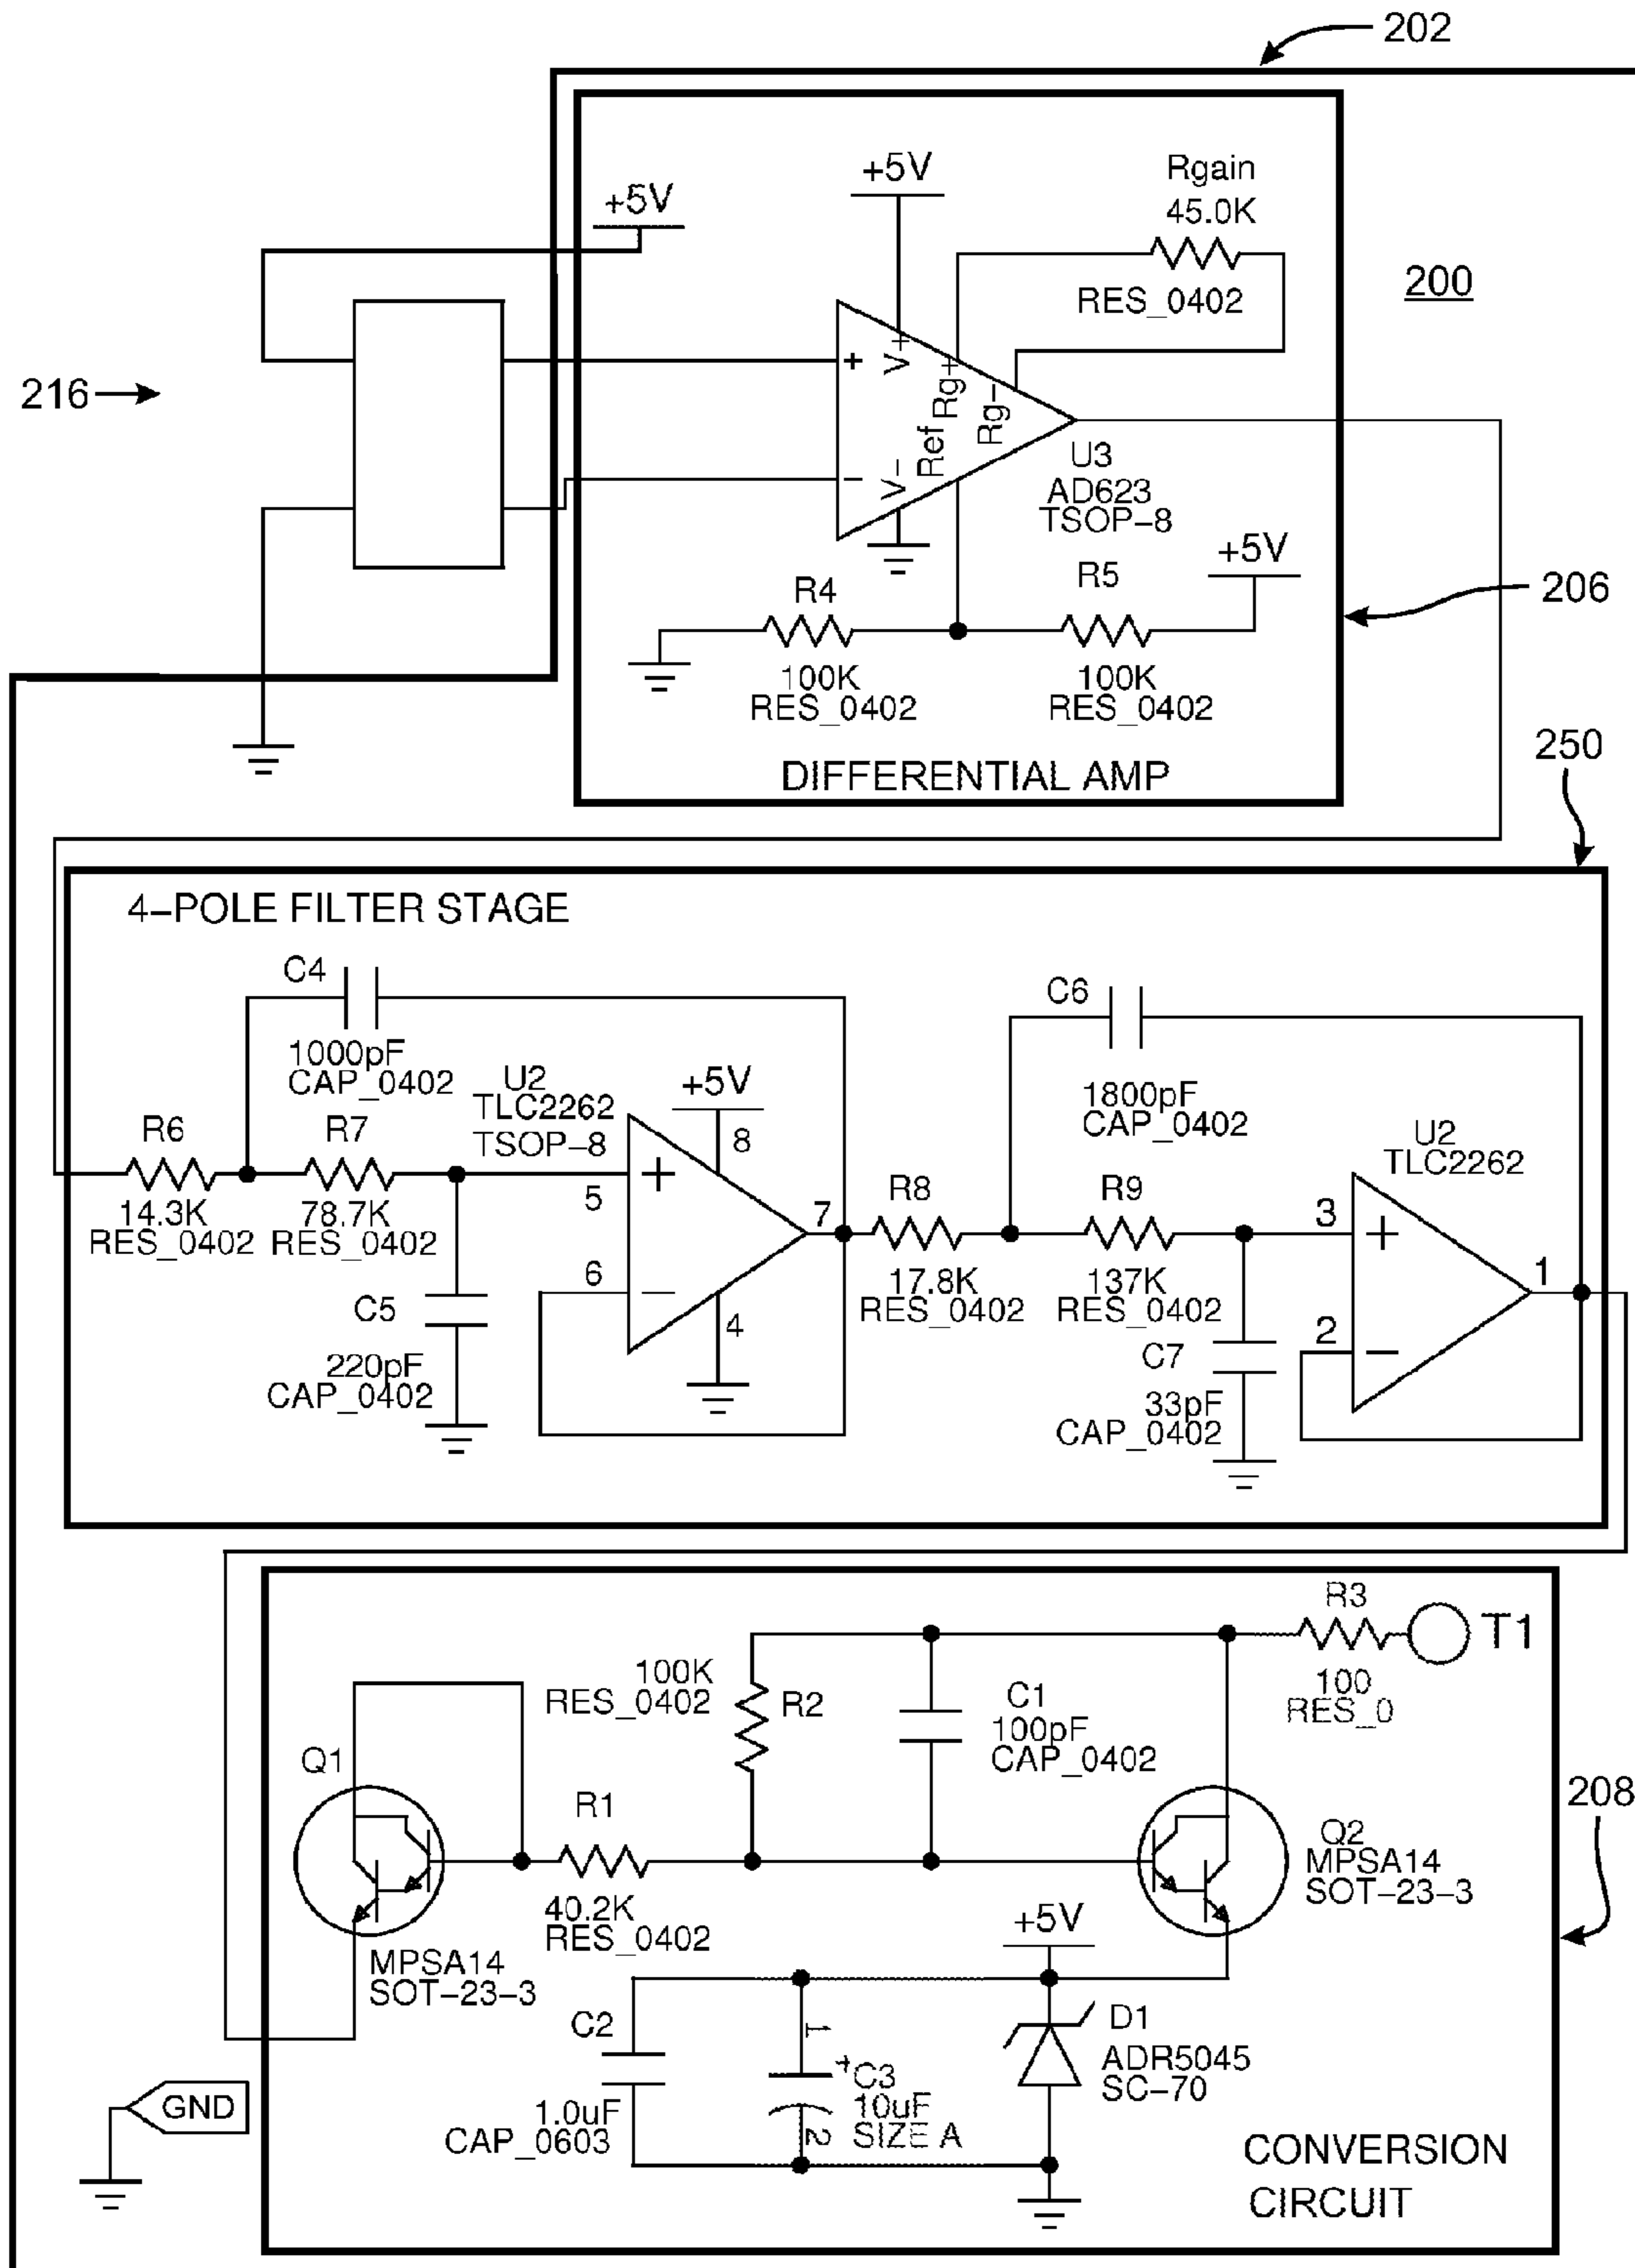 202
+5V
+5V
Rgain
45.0K
RES_0402
200
216
+
V+
Rg+
Rg-
Ref
V-
-
U3
AD623
TSOP-8
+5V
R4
100K
RES_0402
R5
100K
RES_0402
206
DIFFERENTIAL AMP
250
4-POLE FILTER STAGE
C4
1000pF
CAP_0402
U2
TLC2262
TSOP-8
+5V
8
R6
14.3K
RES_0402
R7
78.7K
RES_0402
5
+
6
-
7
4
C5
220pF
CAP_0402
C6
1800pF
CAP_0402
U2
TLC2262
R8
17.8K
RES_0402
R9
137K
RES_0402
3
+
2
-
1
C7
33pF
CAP_0402
R3
T1
100
RES_0
100K
RES_0402
R2
C1
100pF
CAP_0402
Q1
R1
40.2K
RES_0402
MPSA14
SOT-23-3
Q2
MPSA14
SOT-23-3
208
+5V
C2
1.0uF
CAP_0603
1
+
C3
10uF
SIZE A
2
D1
ADR5045
SC-70
GND
CONVERSION
CIRCUIT